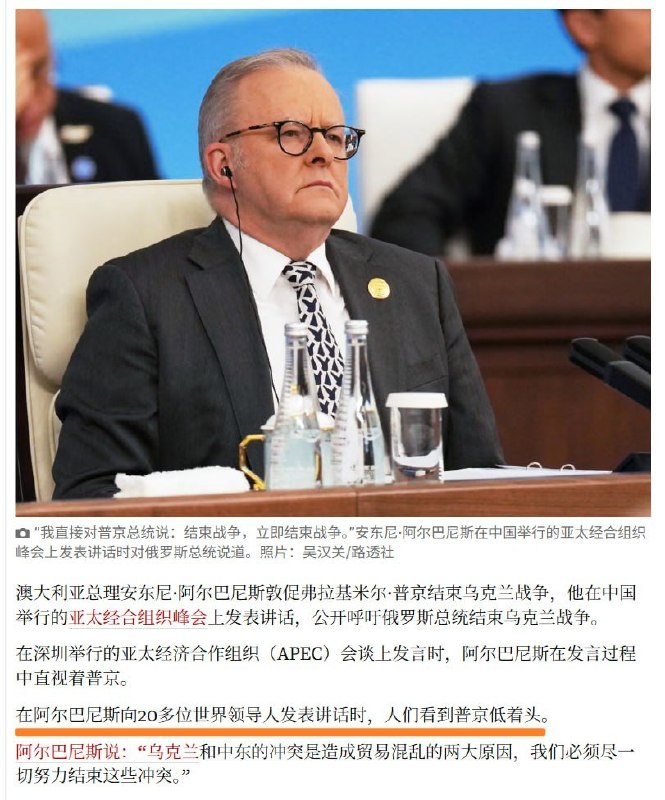 "我直接对普京总统说：结束战争，立即结束战争。"安东尼·阿尔巴尼斯在中国举行的亚太经合组织
峰会上发表讲话时对俄罗斯总统说道。照片：吴汉关/路透社
澳大利亚总理安东尼·阿尔巴尼斯敦促弗拉基米尔·普京结束乌克兰战争，他在中国
举行的亚太经合组织峰会上发表讲话，公开呼吁俄罗斯总统结束乌克兰战争。
在深圳举行的亚太经济合作组织（APEC）会谈上发言时，阿尔巴尼斯在发言过程
中直视着普京。
在阿尔巴尼斯向20多位世界领导人发表讲话时，人们看到普京低着头。
阿尔巴尼斯说：“乌克兰和中东的冲突是造成贸易混乱的两大原因，我们必须尽一
切努力结束这些冲突。”